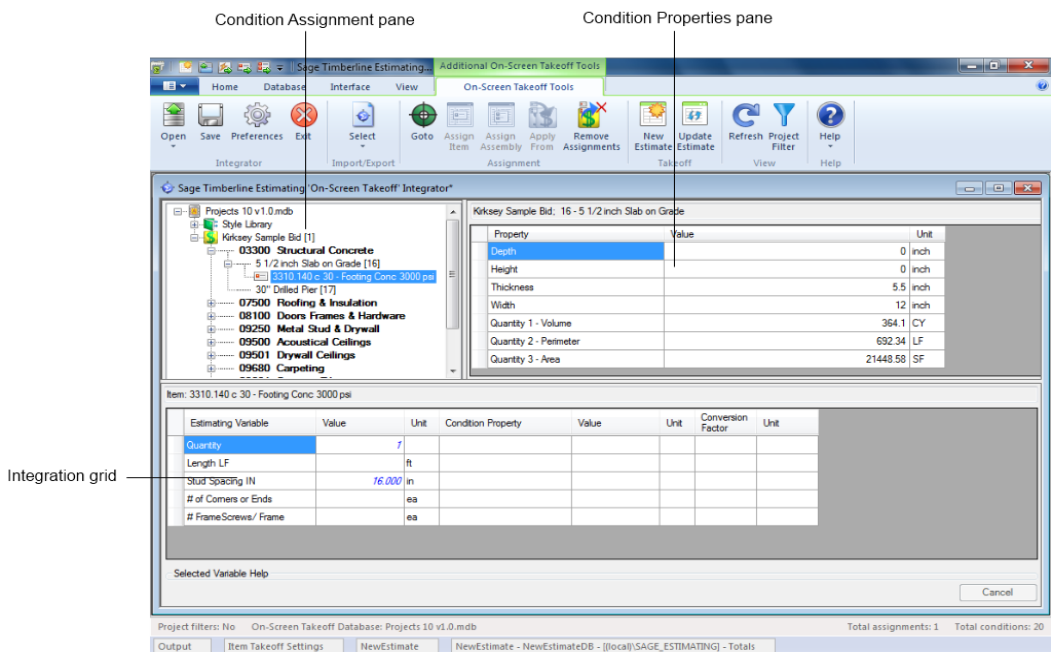 Condition Assignment pane
Condition Properties pane
Sage Timberline Estimating... Additional On-Screen Takeoff Tools
Home Database Interface View On-Screen Takeoff Tools
Open Save Preferences Exit Select Goto Assign Item Assign Assembly Apply From Remove Assignments New Estimate Update Estimate Refresh Project Filter Help
Integrator Import/Export Assignment Takeoff View Help
Sage Timberline Estimating 'On-Screen Takeoff' Integrator*
Projects 10 v1.0.mdb
Style Library
Kirksey Sample Bid [1]
03300 Structural Concrete
5 1/2 inch Slab on Grade [16]
3310.140 c 30 - Footing Conc 3000 psi
30" Drilled Pier [17]
07500 Roofing & Insulation
08100 Doors Frames & Hardware
09250 Metal Stud & Drywall
09500 Acoustical Ceilings
09501 Drywall Ceilings
09680 Carpeting
Kirksey Sample Bid; 16 - 5 1/2 inch Slab on Grade
Property Value Unit
Depth 0 inch
Height 0 inch
Thickness 5.5 inch
Width 12 inch
Quantity 1 - Volume 364.1 CY
Quantity 2 - Perimeter 692.34 LF
Quantity 3 - Area 21448.58 SF
Item: 3310.140 c 30 - Footing Conc 3000 psi
Estimating Variable Value Unit Condition Property Value Unit Conversion Factor Unit
Quantity 1
Length LF ft
Integration grid
Stud Spacing IN 16.000 in
# of Corners or Ends ea
# FrameScrews/ Frame ea
Selected Variable Help
Cancel
Project filters: No On-Screen Takeoff Database: Projects 10 v1.0.mdb Total assignments: 1 Total conditions: 20
Output Item Takeoff Settings NewEstimate NewEstimate - NewEstimateDB - [(local)\SAGE_ESTIMATING] - Totals